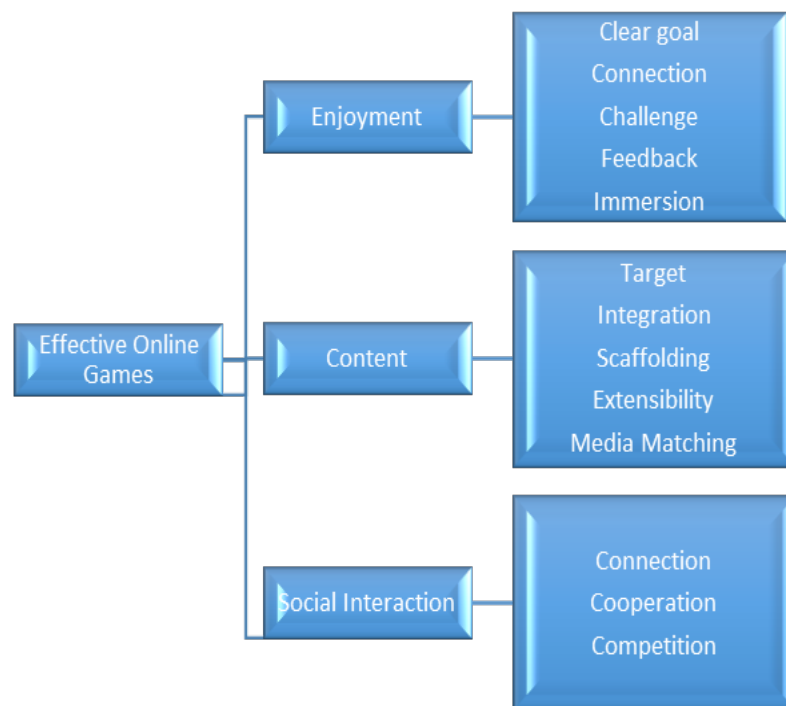 Effective Online
Games
Enjoyment
Clear goal
Connection
Challenge
Feedback
Immersion
Content
Target
Integration
Scaffolding
Extensibility
Media Matching
Social Interaction
Connection
Cooperation
Competition